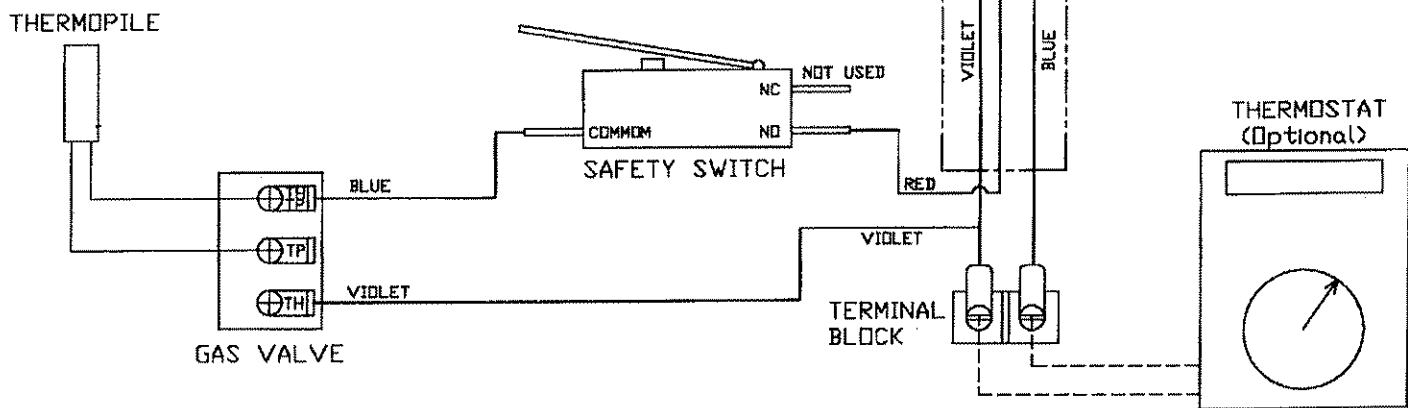 THERMOPILE
VIOLET
BLUE
NOT USED
NC
COMMOM
NO
SAFETY SWITCH
THERMOSTAT
(Optional)
BLUE
RED
TP
VIOLET
TH
VIOLET
TERMINAL
BLOCK
GAS VALVE